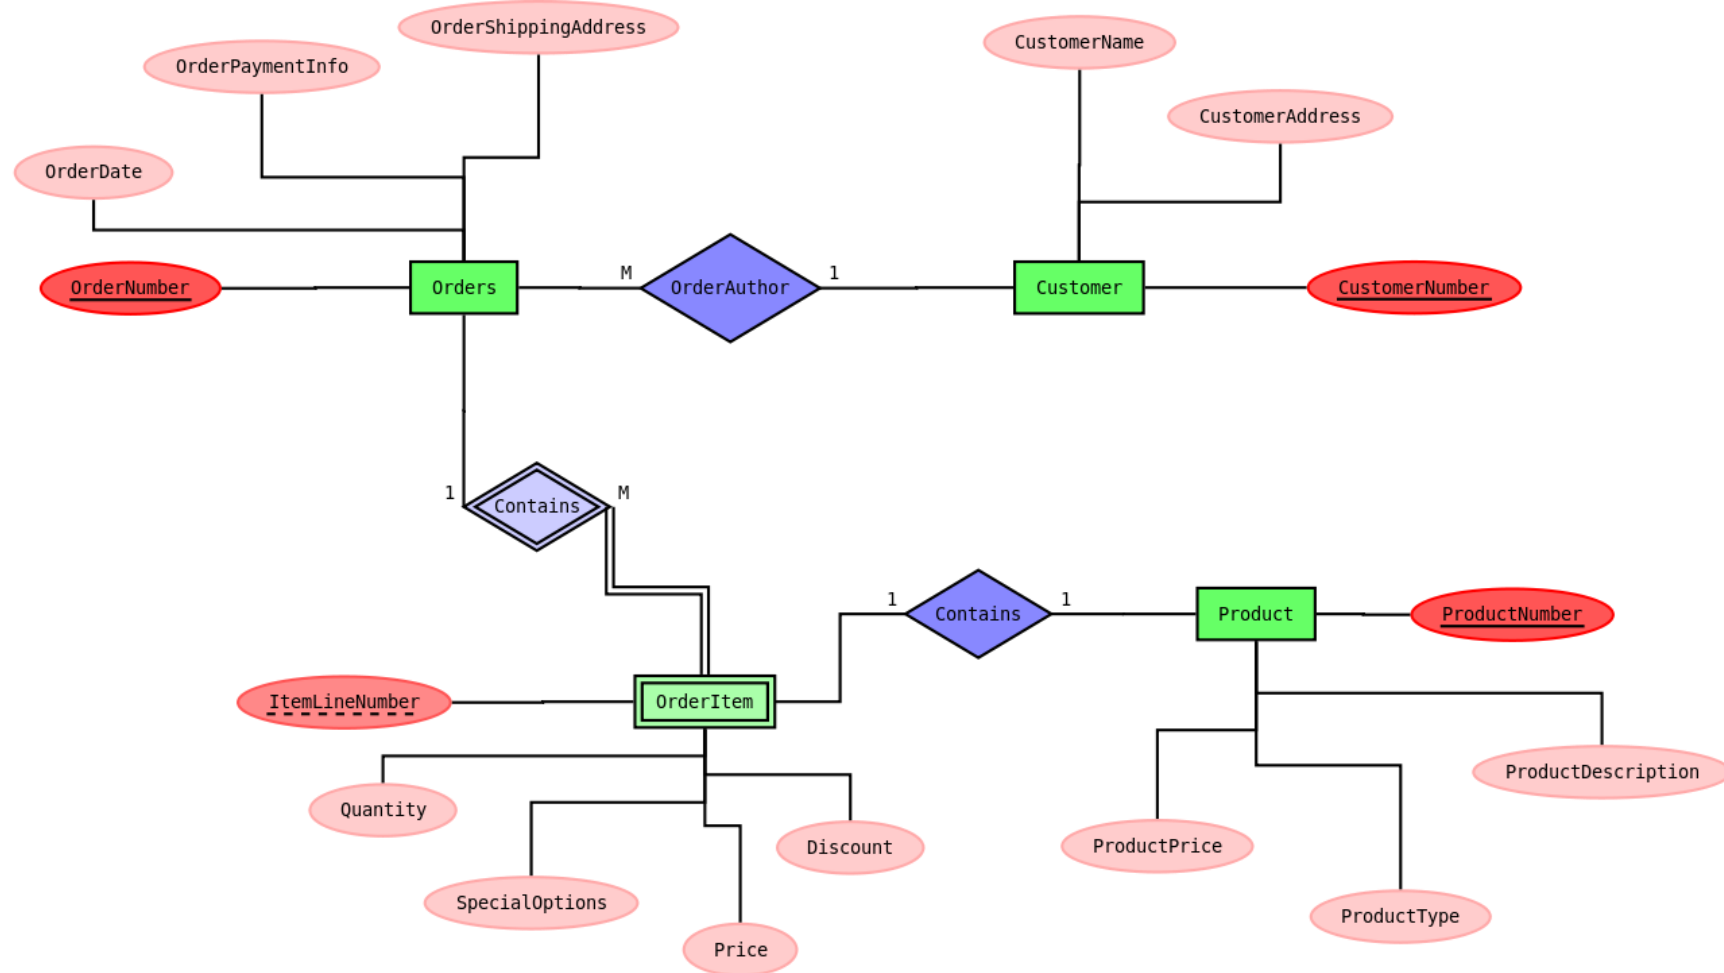 OrderShippingAddress
CustomerName
OrderPaymentInfo
CustomerAddress
OrderDate
M
1
OrderNumber
Orders
OrderAuthor
Customer
CustomerNumber
1
M
Contains
1
1
Contains
Product
ProductNumber
ItemLineNumber
OrderItem
ProductDescription
Quantity
Discount
ProductPrice
SpecialOptions
ProductType
Price